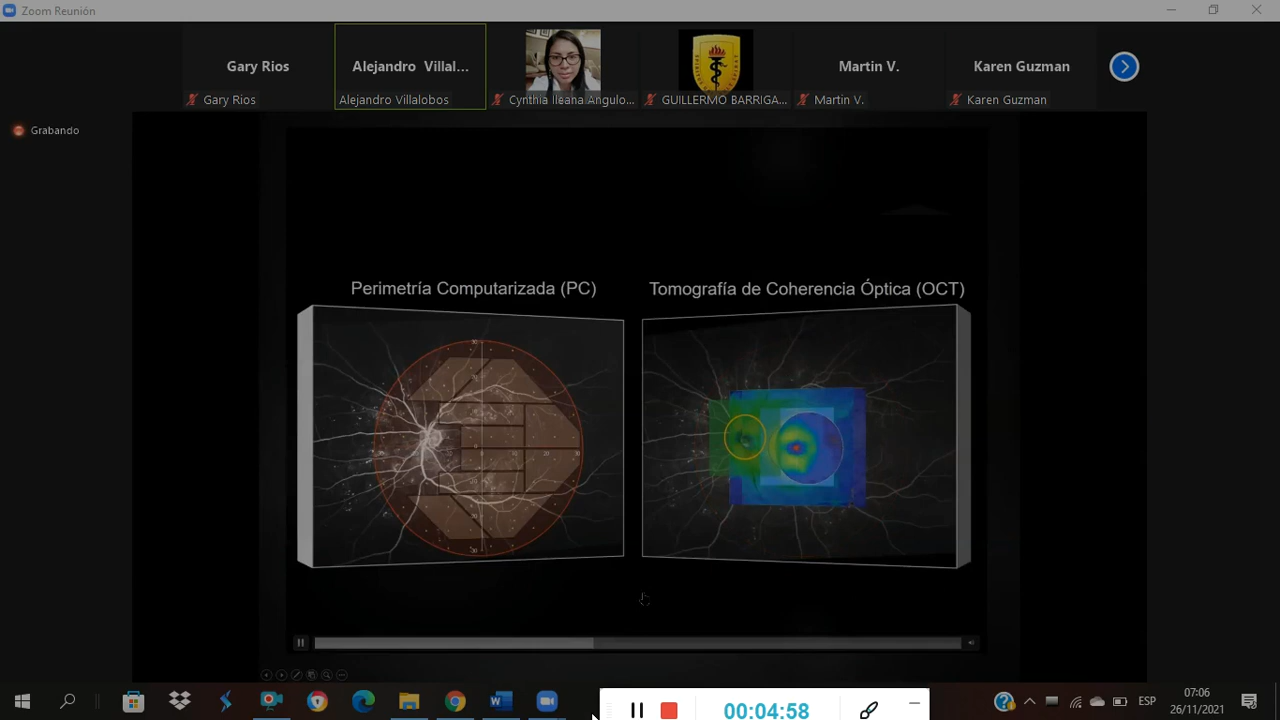 Zoom Reunión
Gary Rios
Alejandro Villal...
Martin V.
Karen Guzman
Gary Rios
Alejandro Villalobos
Cynthia Ileana Angulo...
GUILLERMO BARRIGA...
Martin V.
Karen Guzman
Grabando
Perimetría Computarizada (PC)
Tomografía de Coherencia Óptica (OCT)
ESP
07:06
26/11/2021
00:04:58